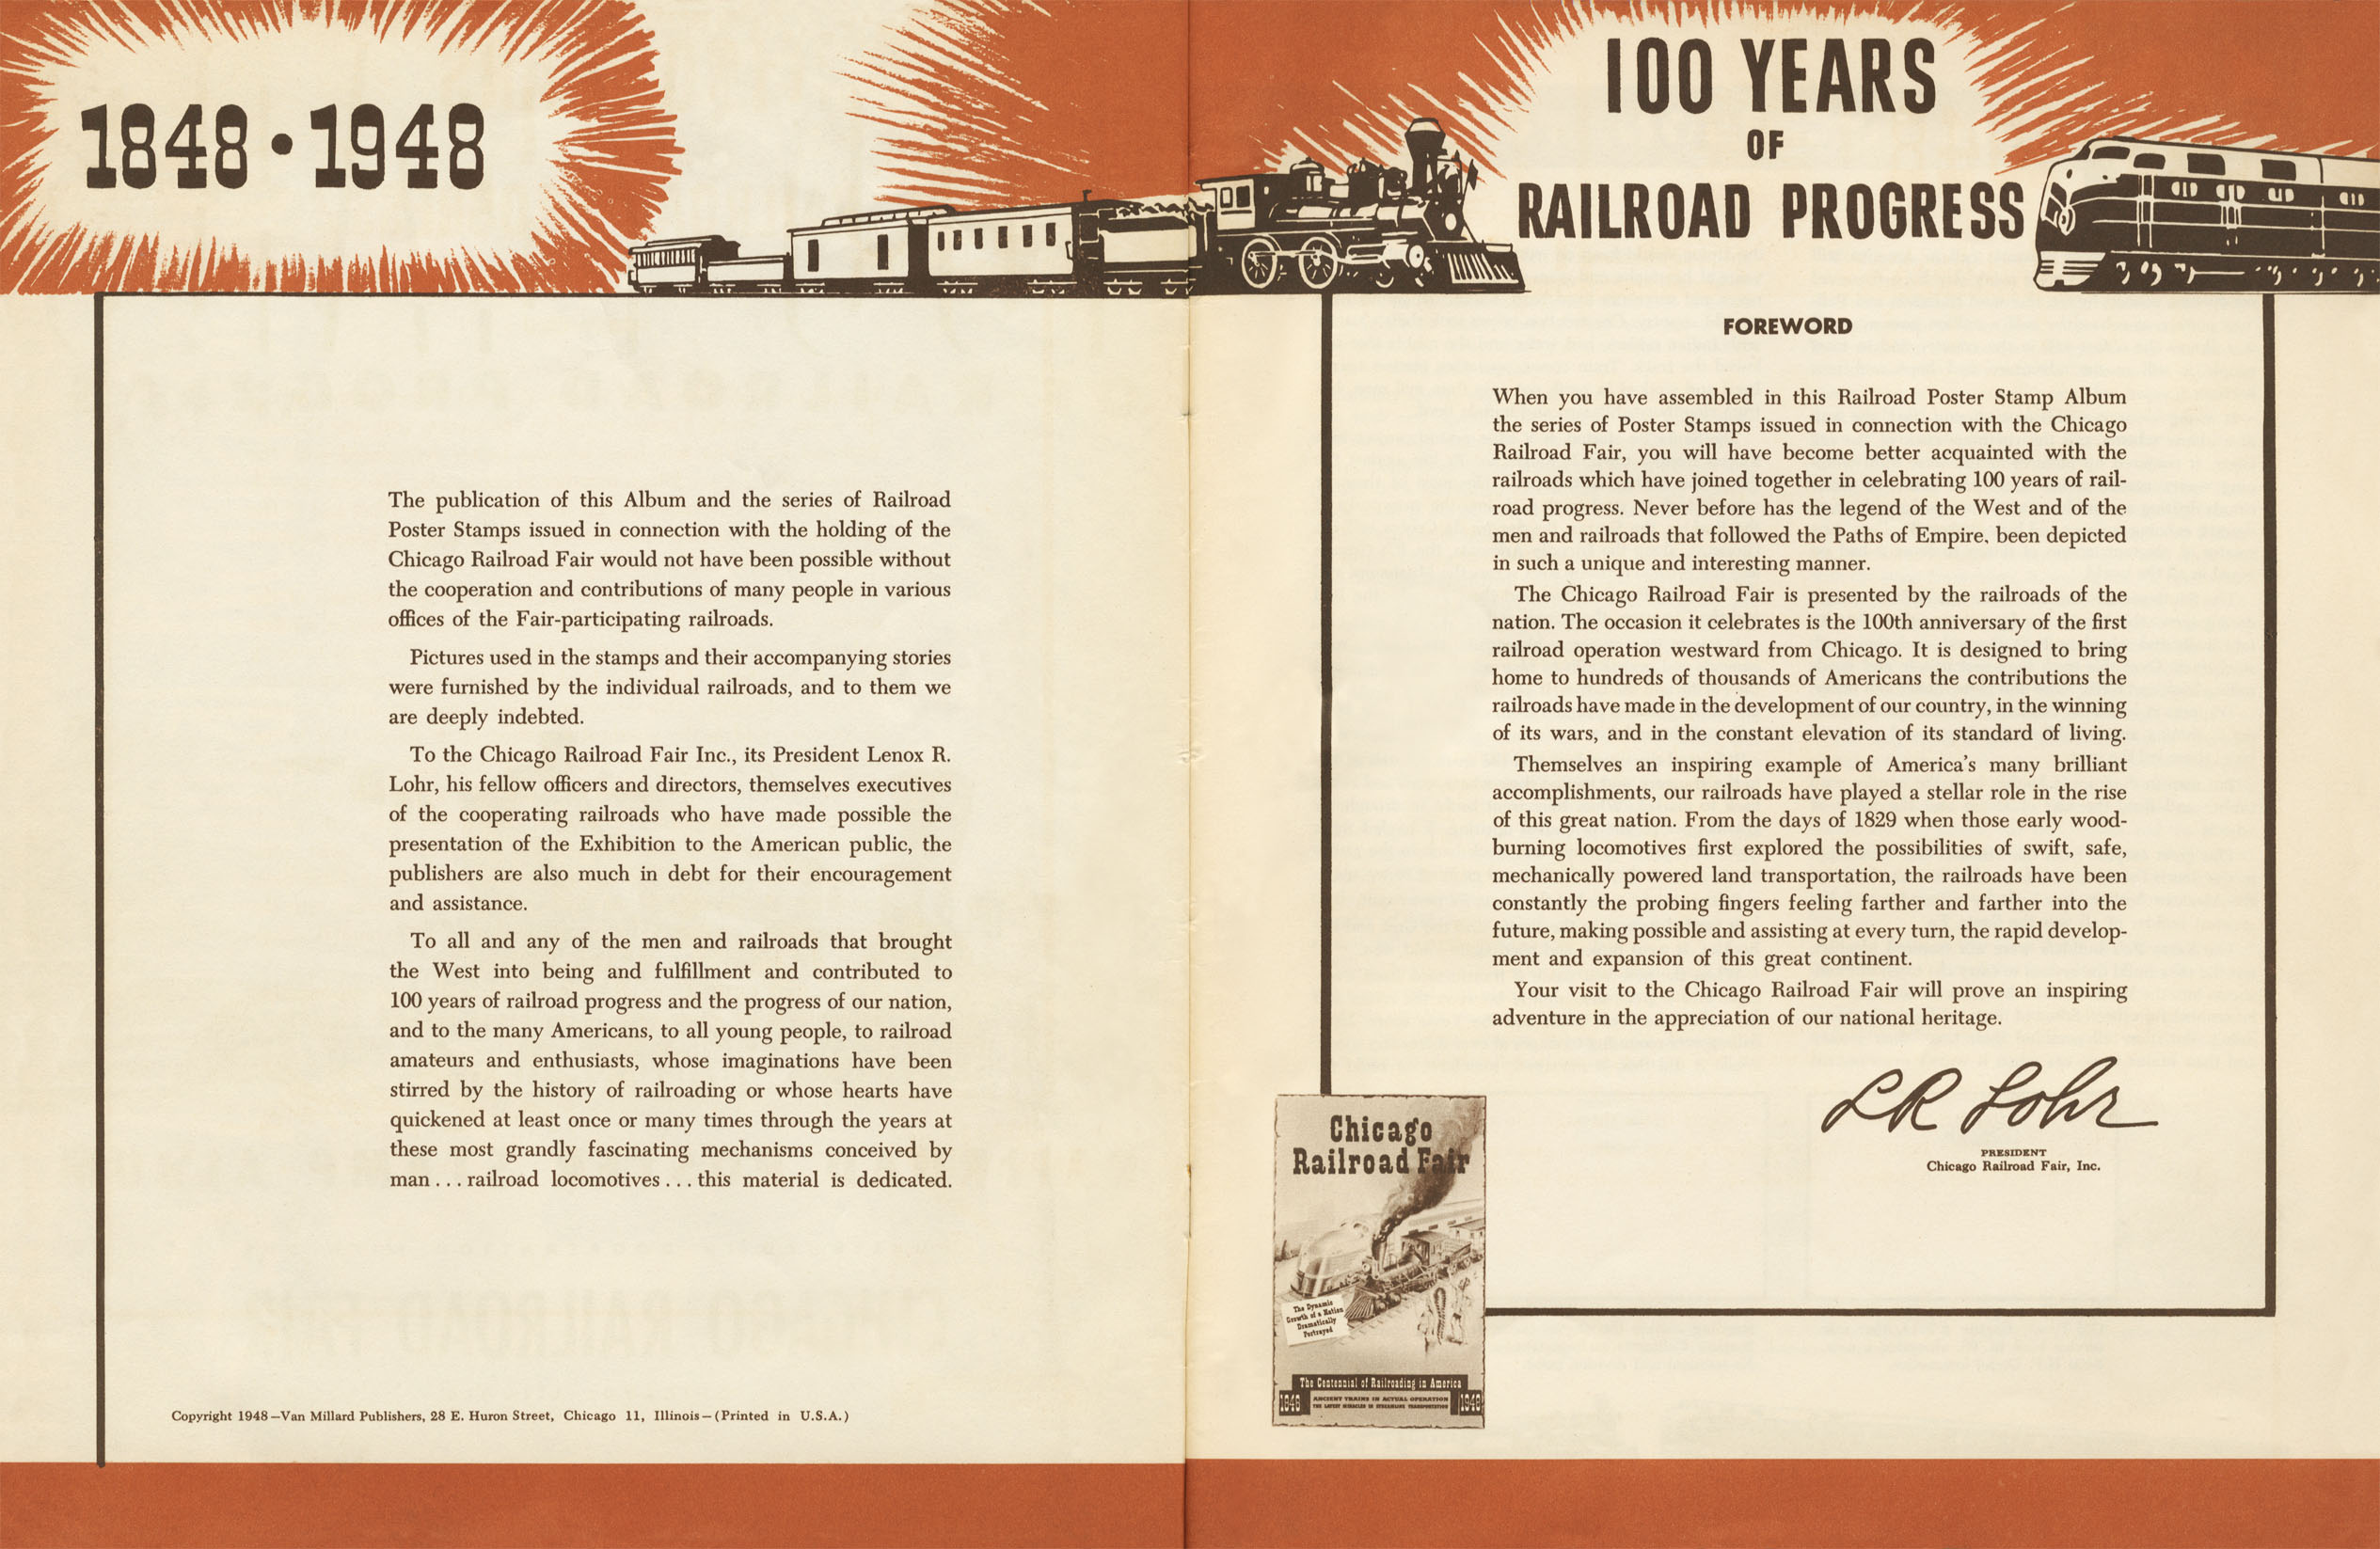 1848 • 1948
The publication of this Album and the series of Railroad
Poster Stamps issued in connection with the holding of the
Chicago Railroad Fair would not have been possible without
the cooperation and contributions of many people in various
offices of the Fair-participating railroads.
Pictures used in the stamps and their accompanying stories
were furnished by the individual railroads, and to them we
are deeply indebted.
To the Chicago Railroad Fair Inc., its President Lenox R.
Lohr, his fellow officers and directors, themselves executives
of the cooperating railroads who have made possible the
presentation of the Exhibition to the American public, the
publishers are also much in debt for their encouragement
and assistance.
To all and any of the men and railroads that brought
the West into being and fulfillment and contributed to
100 years of railroad progress and the progress of our nation,
and to the many Americans, to all young people, to railroad
amateurs and enthusiasts, whose imaginations have been
stirred by the history of railroading or whose hearts have
quickened at least once or many times through the years at
these most grandly fascinating mechanisms conceived by
man . . . railroad locomotives . . . this material is dedicated.
Copyright 1948—Van Millard Publishers, 28 E. Huron Street, Chicago 11, Illinois—(Printed in U.S.A.)
100 YEARS
OF
RAILROAD PROGRESS
FOREWORD
When you have assembled in this Railroad Poster Stamp Album
the series of Poster Stamps issued in connection with the Chicago
Railroad Fair, you will have become better acquainted with the
railroads which have joined together in celebrating 100 years of rail-
road progress. Never before has the legend of the West and of the
men and railroads that followed the Paths of Empire, been depicted
in such a unique and interesting manner.
The Chicago Railroad Fair is presented by the railroads of the
nation. The occasion it celebrates is the 100th anniversary of the first
railroad operation westward from Chicago. It is designed to bring
home to hundreds of thousands of Americans the contributions the
railroads have made in the development of our country, in the winning
of its wars, and in the constant elevation of its standard of living.
Themselves an inspiring example of America's many brilliant
accomplishments, our railroads have played a stellar role in the rise
of this great nation. From the days of 1829 when those early wood-
burning locomotives first explored the possibilities of swift, safe,
mechanically powered land transportation, the railroads have been
constantly the probing fingers feeling farther and farther into the
future, making possible and assisting at every turn, the rapid develop-
ment and expansion of this great continent.
Your visit to the Chicago Railroad Fair will prove an inspiring
adventure in the appreciation of our national heritage.
LR Lohr
PRESIDENT
Chicago Railroad Fair, Inc.
Chicago
Railroad Fair
The Dynamic
Growth of a Nation
Dramatically
Portrayed
The Centennial of Railroading in America
1848
ANCIENT TRAINS IN ACTUAL OPERATION
THE LATEST MIRACLES IN STREAMLINE TRANSPORTATION
1948